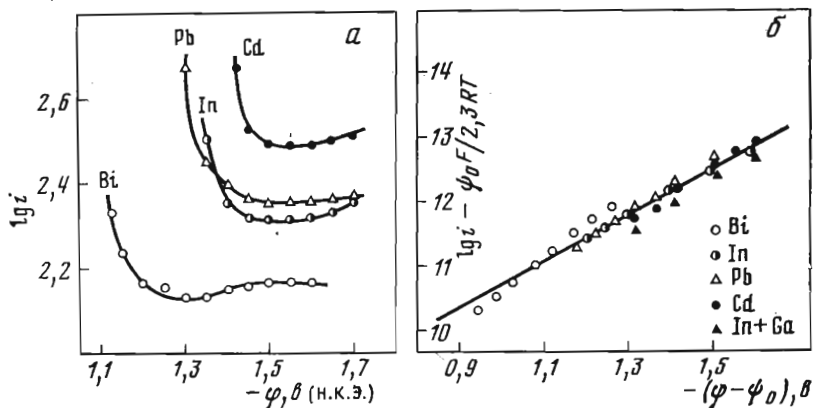 а
Pb
Cd
In
Bi
2,6
2,4
2,2
lg i
1,1
1,3
1,5
1,7
-φ, в (н.к.э.)
б
14
13
12
11
10
lg i - ψ₀F/2,3RT
Bi
In
Pb
Cd
In+Ga
0,9
1,1
1,3
1,5
-(φ-ψ₀), в